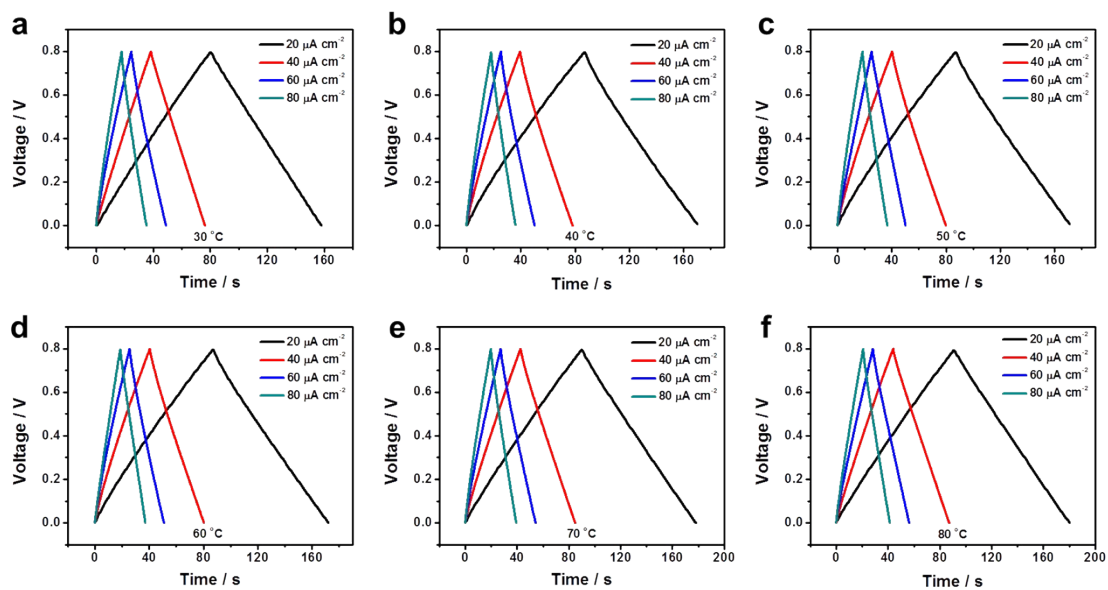 a
20 μA cm-2
40 μA cm-2
60 μA cm-2
80 μA cm-2
Voltage / V
0.8
0.6
0.4
0.2
0.0
30 °C
0 40 80 120 160
Time / s
b
20 μA cm-2
40 μA cm-2
60 μA cm-2
80 μA cm-2
Voltage / V
0.8
0.6
0.4
0.2
0.0
40 °C
0 40 80 120 160
Time / s
c
20 μA cm-2
40 μA cm-2
60 μA cm-2
80 μA cm-2
Voltage / V
0.8
0.6
0.4
0.2
0.0
50 °C
0 40 80 120 160
Time / s
d
20 μA cm-2
40 μA cm-2
60 μA cm-2
80 μA cm-2
Voltage / V
0.8
0.6
0.4
0.2
0.0
60 °C
0 40 80 120 160
Time / s
e
20 μA cm-2
40 μA cm-2
60 μA cm-2
80 μA cm-2
Voltage / V
0.8
0.6
0.4
0.2
0.0
70 °C
0 40 80 120 160 200
Time / s
f
20 μA cm-2
40 μA cm-2
60 μA cm-2
80 μA cm-2
Voltage / V
0.8
0.6
0.4
0.2
0.0
80 °C
0 40 80 120 160 200
Time / s